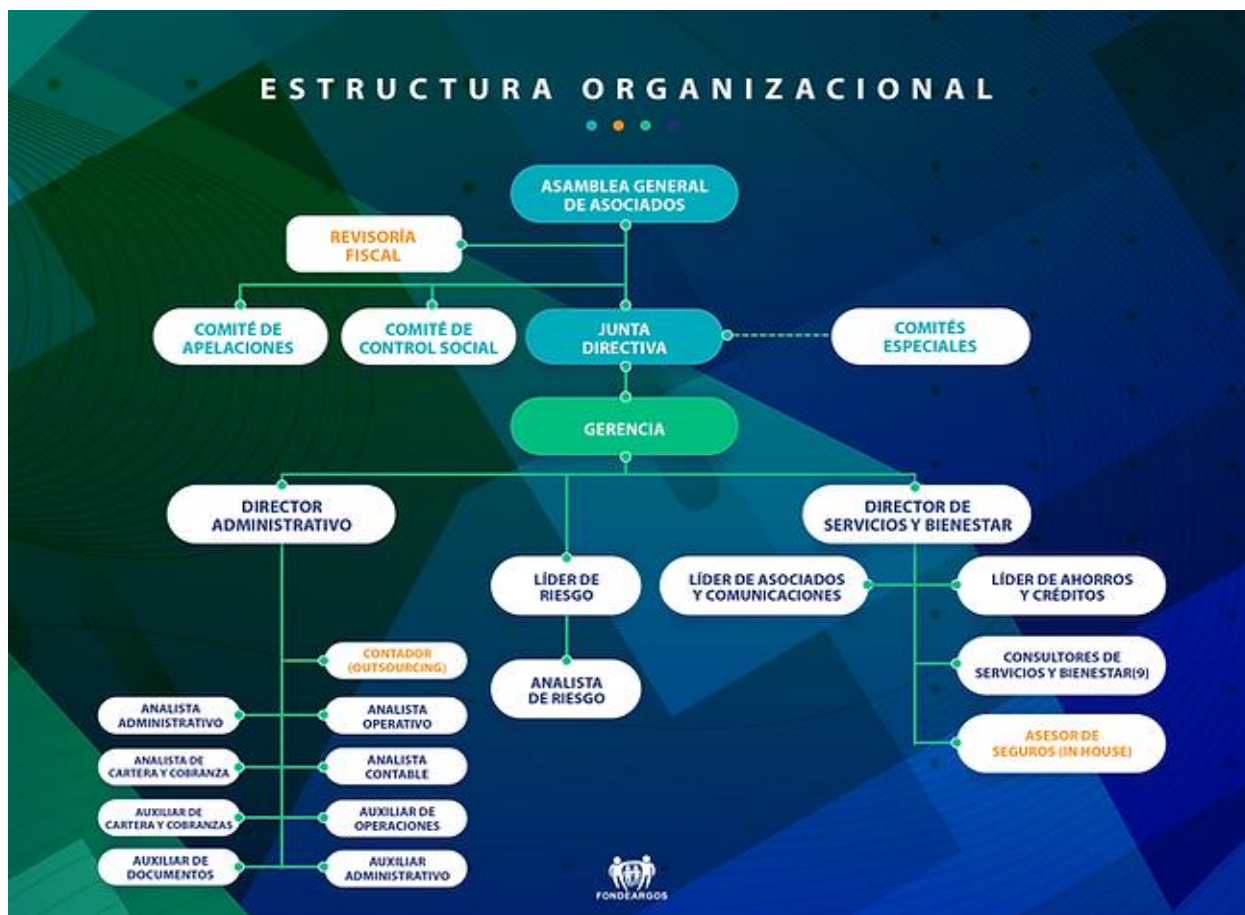 ESTRUCTURA ORGANIZACIONAL
ASAMBLEA GENERAL
DE ASOCIADOS
REVISORÍA
FISCAL
COMITÉ DE
APELACIONES
COMITÉ DE
CONTROL SOCIAL
JUNTA
DIRECTIVA
COMITÉS
ESPECIALES
GERENCIA
DIRECTOR
ADMINISTRATIVO
DIRECTOR DE
SERVICIOS Y BIENESTAR
LÍDER DE
RIESGO
LÍDER DE ASOCIADOS
Y COMUNICACIONES
LÍDER DE AHORROS
Y CRÉDITOS
CONTADOR
(OUTSOURCING)
ANALISTA
DE RIESGO
CONSULTORES DE
SERVICIOS Y BIENESTAR(9)
ANALISTA
ADMINISTRATIVO
ANALISTA
OPERATIVO
ASESOR DE
SEGUROS (IN HOUSE)
ANALISTA DE
CARTERA Y COBRANZA
ANALISTA
CONTABLE
AUXILIAR DE
CARTERA Y COBRANZAS
AUXILIAR DE
OPERACIONES
AUXILIAR DE
DOCUMENTOS
AUXILIAR
ADMINISTRATIVO
FONDEARGOS